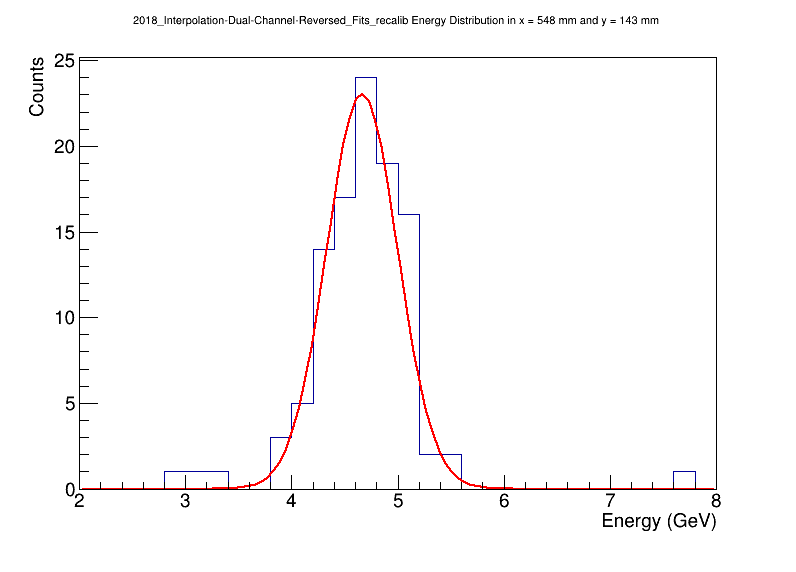 2018_Interpolation-Dual-Channel-Reversed_Fits_recalib Energy Distribution in x = 548 mm and y = 143 mm
Counts
25
20
15
10
5
0
2 3 4 5 6 7 8
Energy (GeV)